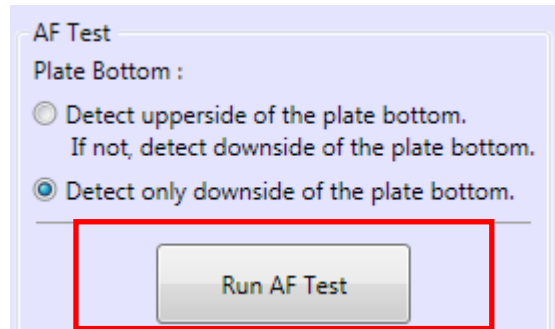 AF Test
Plate Bottom :
Detect upperside of the plate bottom.
If not, detect downside of the plate bottom.
Detect only downside of the plate bottom.
Run AF Test